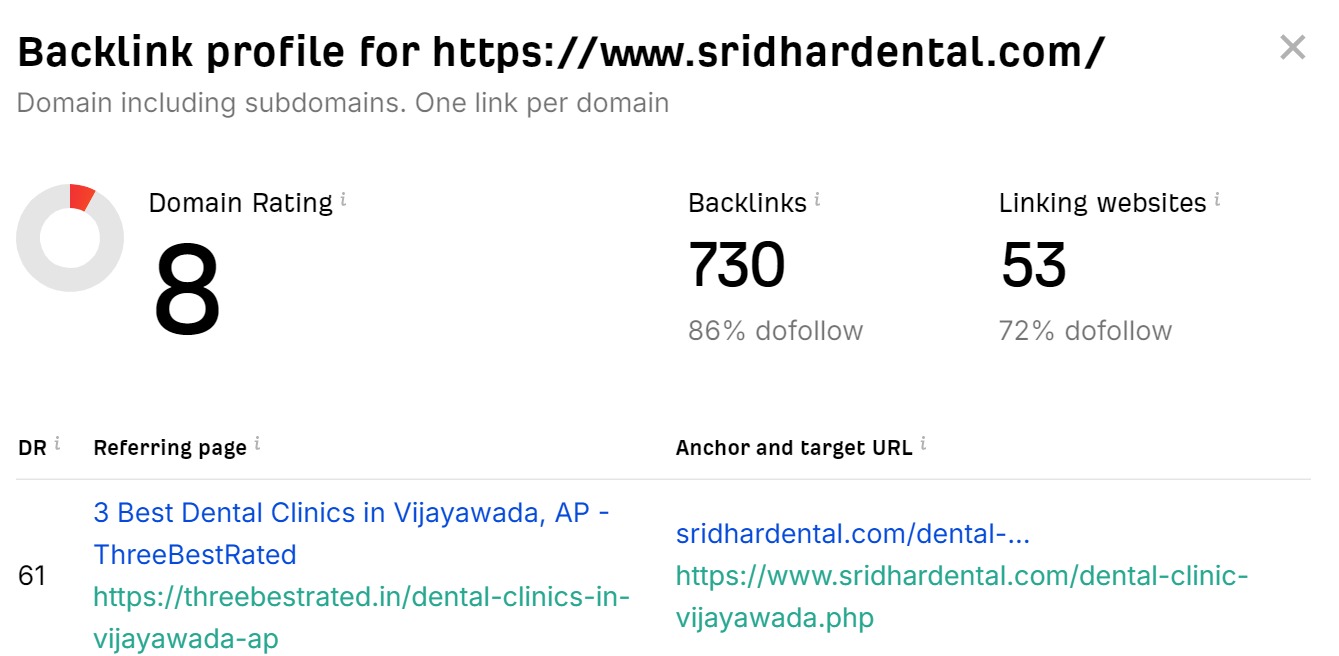 Backlink profile for https://www.sridhardental.com/
Domain including subdomains. One link per domain
Domain Rating i
8
Backlinks i
730
86% dofollow
Linking websites i
53
72% dofollow
DR i Referring page i Anchor and target URL i
61
3 Best Dental Clinics in Vijayawada, AP -
ThreeBestRated
https://threebestrated.in/dental-clinics-in-
vijayawada-ap
sridhardental.com/dental-...
https://www.sridhardental.com/dental-clinic-
vijayawada.php